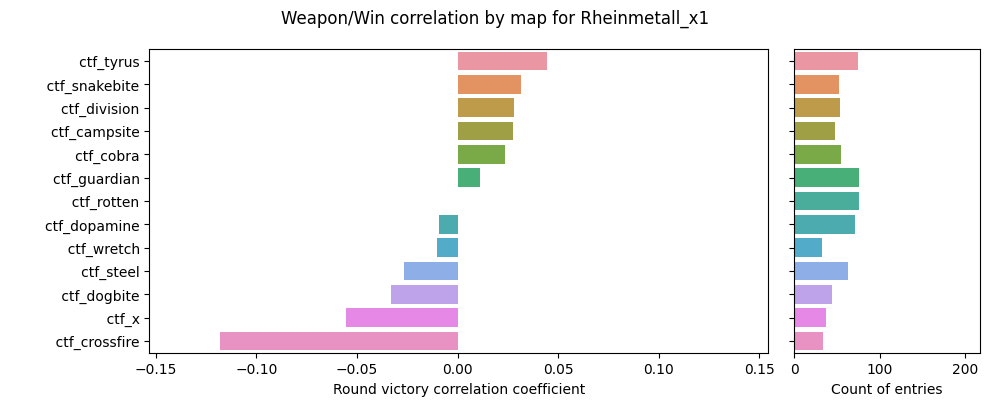 Weapon/Win correlation by map for Rheinmetall_x1
ctf_tyrus
ctf_snakebite
ctf_division
ctf_campsite
ctf_cobra
ctf_guardian
ctf_rotten
ctf_dopamine
ctf_wretch
ctf_steel
ctf_dogbite
ctf_x
ctf_crossfire
−0.15 −0.10 −0.05 0.00 0.05 0.10 0.15
Round victory correlation coefficient
0 100 200
Count of entries